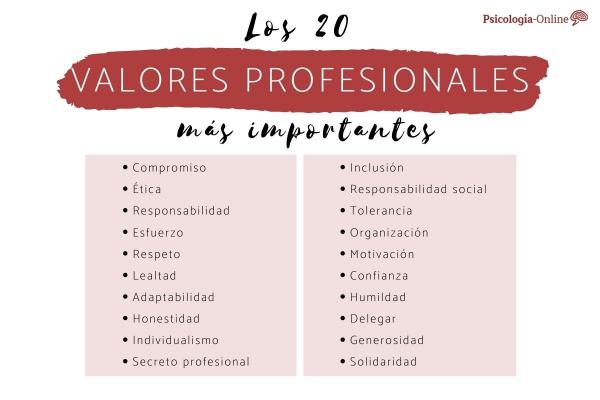 Los 20
Psicología-Online
VALORES PROFESIONALES
más importantes
• Compromiso
• Ética
• Responsabilidad
• Esfuerzo
• Respeto
• Lealtad
• Adaptabilidad
• Honestidad
• Individualismo
• Secreto profesional
• Inclusión
• Responsabilidad social
• Tolerancia
• Organización
• Motivación
• Confianza
• Humildad
• Delegar
• Generosidad
• Solidaridad